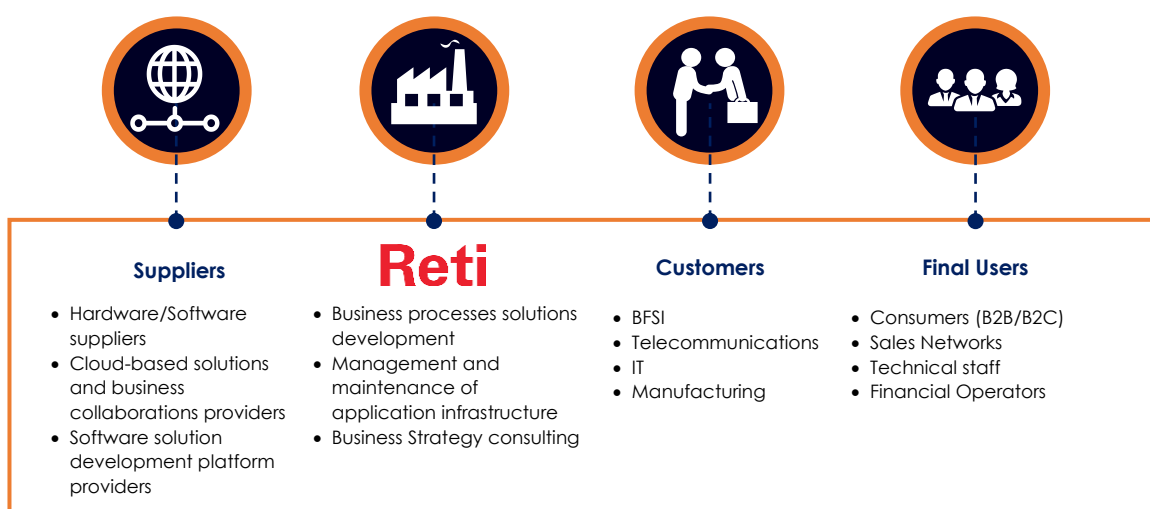 Suppliers
• Hardware/Software
suppliers
• Cloud-based solutions
and business
collaborations providers
• Software solution
development platform
providers
Reti
• Business processes solutions
development
• Management and
maintenance of
application infrastructure
• Business Strategy consulting
Customers
• BFSI
• Telecommunications
• IT
• Manufacturing
Final Users
• Consumers (B2B/B2C)
• Sales Networks
• Technical staff
• Financial Operators